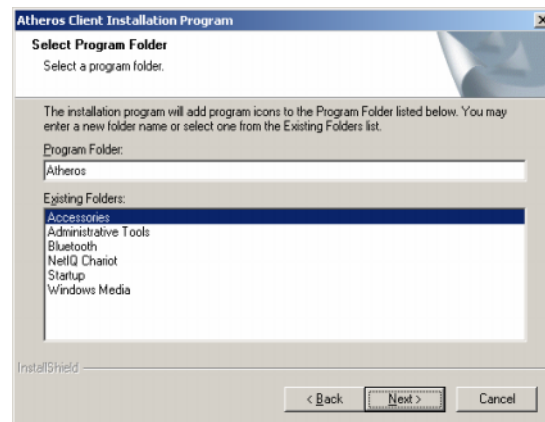 Atheros Client Installation Program
Select Program Folder
Select a program folder.
The installation program will add program icons to the Program Folder listed below. You may
enter a new folder name or select one from the Existing Folders list.
Program Folder:
Atheros
Existing Folders:
Accessories
Administrative Tools
Bluetooth
NetIQ Chariot
Startup
Windows Media
InstallShield
< Back
Next >
Cancel